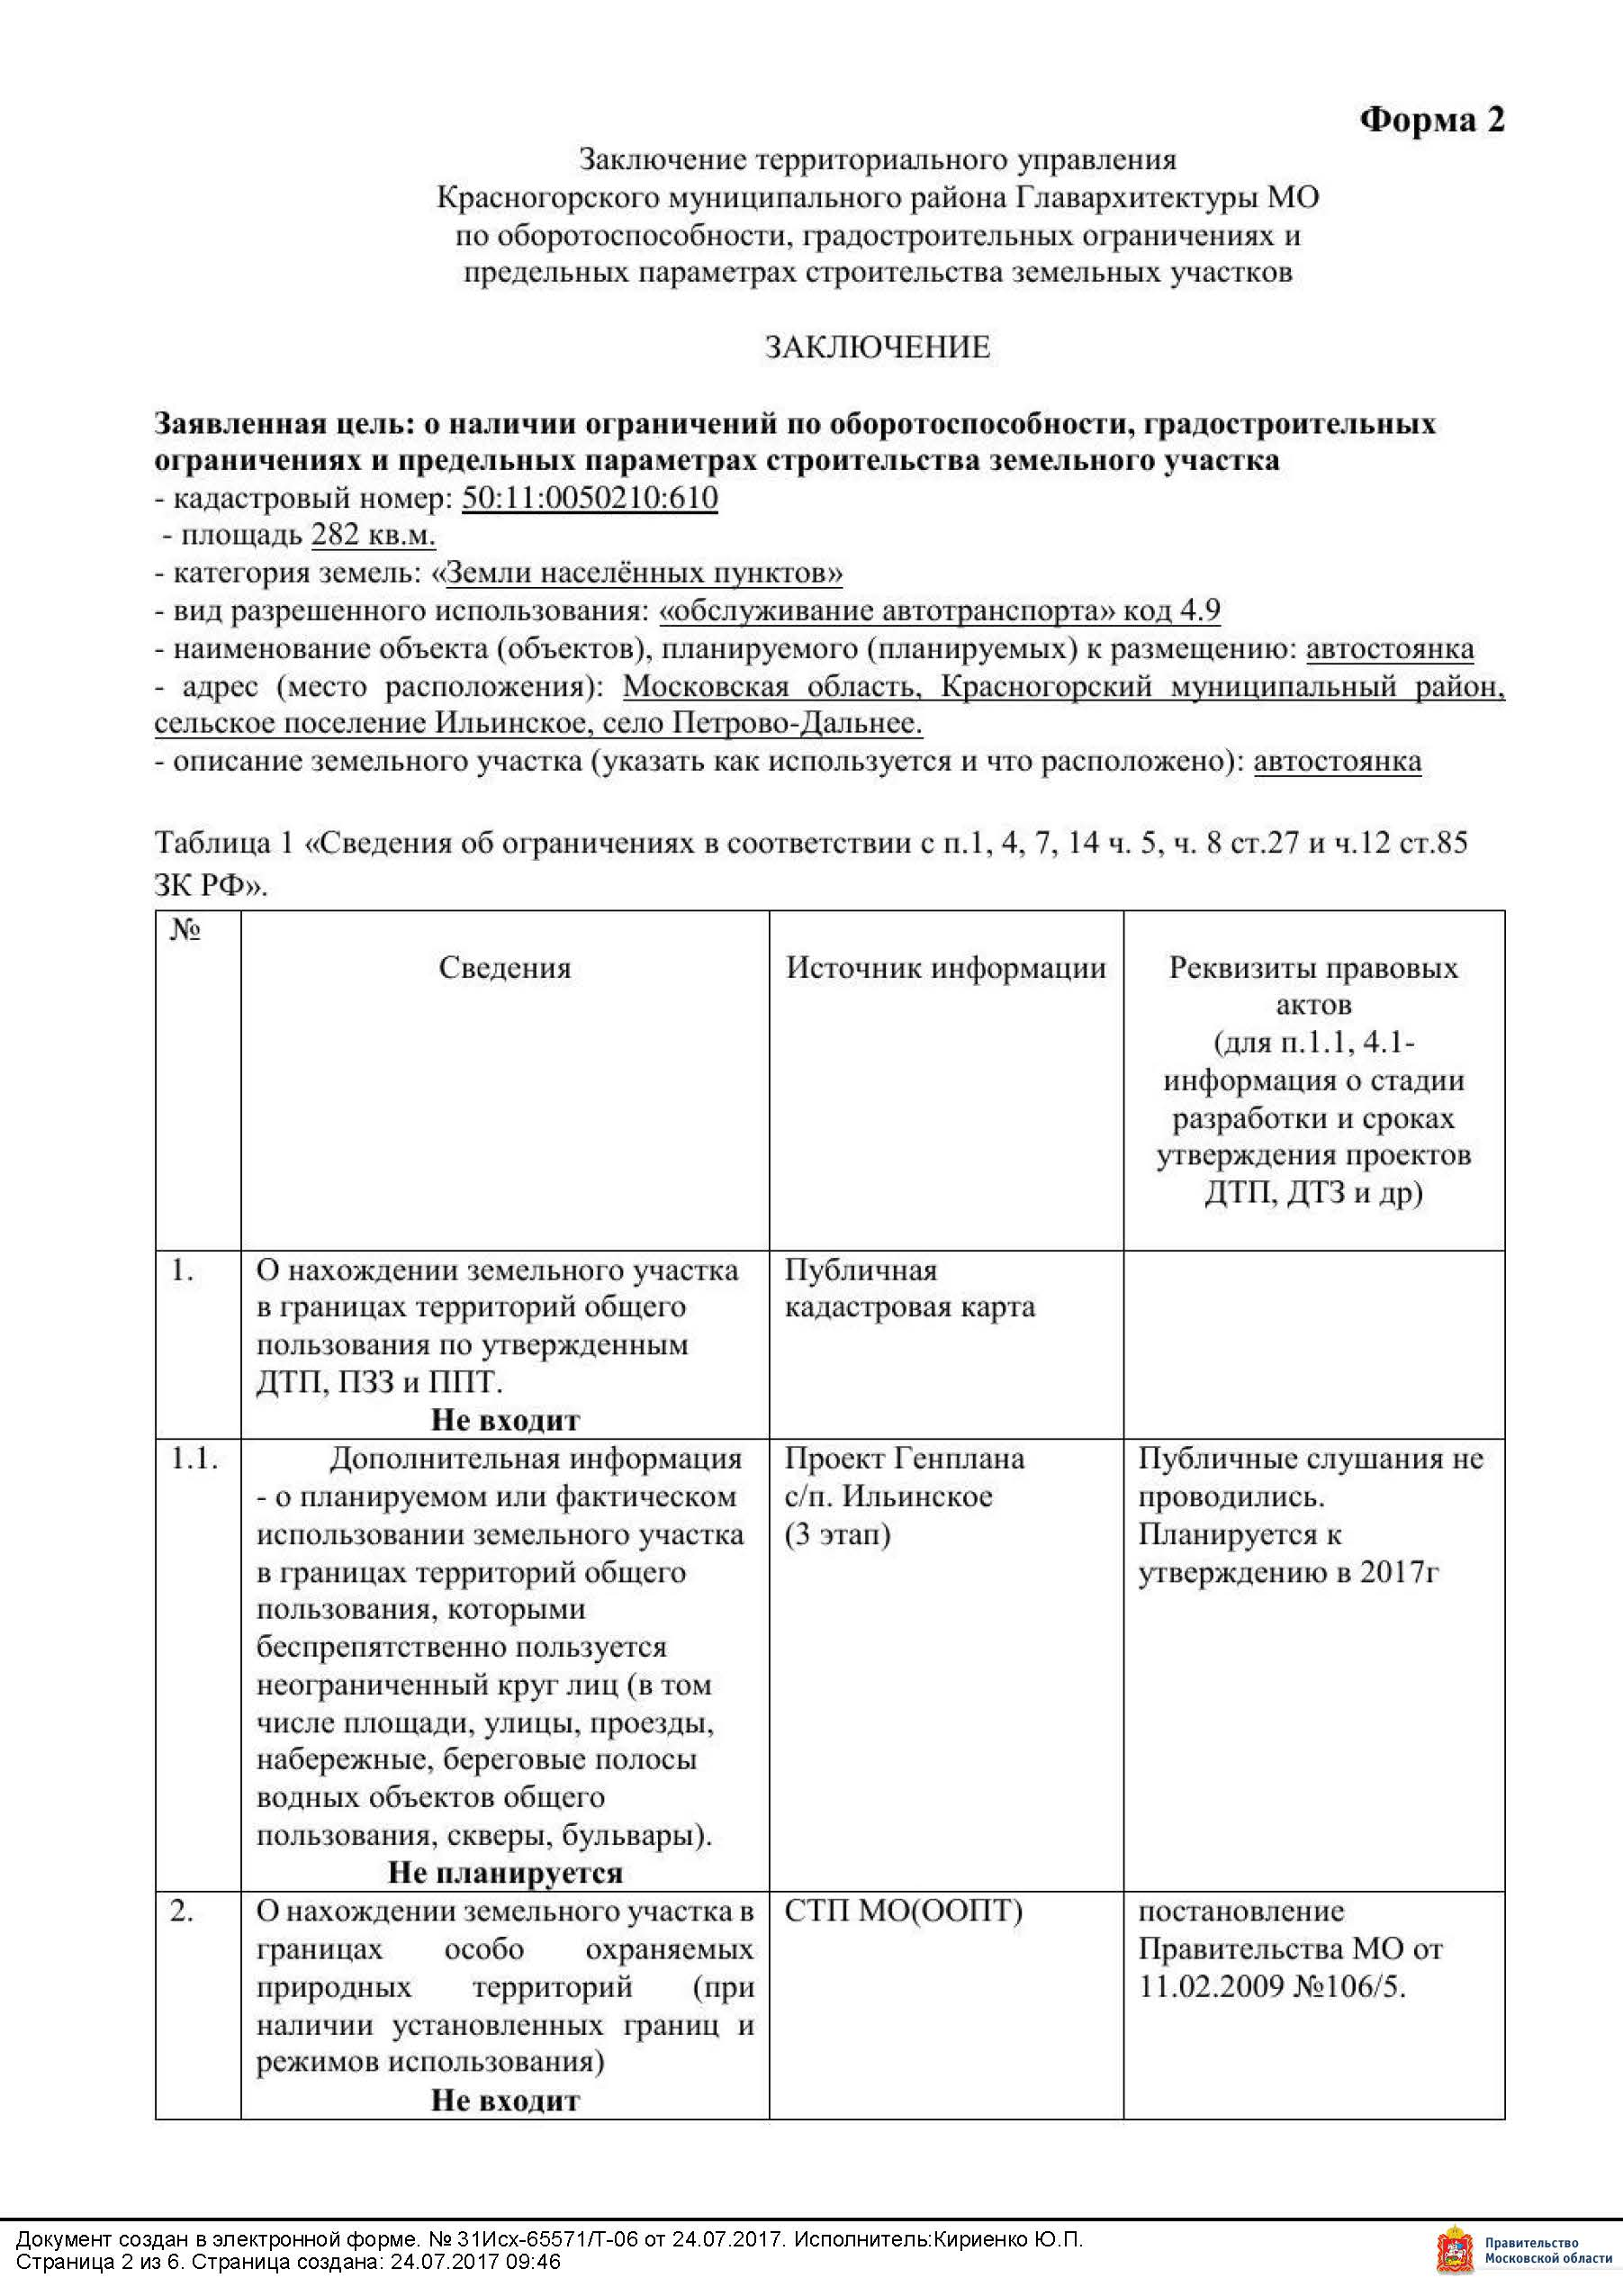 Форма 2
Заключение территориального управления
Красногорского муниципального района Главархитектуры МО
по оборотоспособности, градостроительных ограничениях и
предельных параметрах строительства земельных участков
ЗАКЛЮЧЕНИЕ
Заявленная цель: о наличии ограничений по оборотоспособности, градостроительных
ограничениях и предельных параметрах строительства земельного участка
- кадастровый номер: 50:11:0050210:610
- площадь 282 кв.м.
- категория земель: «Земли населённых пунктов»
- вид разрешенного использования: «обслуживание автотранспорта» код 4.9
- наименование объекта (объектов), планируемого (планируемых) к размещению: автостоянка
- адрес (место расположения): Московская область, Красногорский муниципальный район,
сельское поселение Ильинское, село Петрово-Дальнее.
- описание земельного участка (указать как используется и что расположено): автостоянка
Таблица 1 «Сведения об ограничениях в соответствии с п.1, 4, 7, 14 ч. 5, ч. 8 ст.27 и ч.12 ст.85
ЗК РФ».
№
Сведения
Источник информации
Реквизиты правовых
актов
(для п.1.1, 4.1-
информация о стадии
разработки и сроках
утверждения проектов
ДТП, ДТЗ и др)
1.
О нахождении земельного участка
в границах территорий общего
пользования по утвержденным
ДТП, ПЗЗ и ППТ.
Не входит
Публичная
кадастровая карта
1.1.
Дополнительная информация
- о планируемом или фактическом
использовании земельного участка
в границах территорий общего
пользования, которыми
беспрепятственно пользуется
неограниченный круг лиц (в том
числе площади, улицы, проезды,
набережные, береговые полосы
водных объектов общего
пользования, скверы, бульвары).
Не планируется
Проект Генплана
с/п. Ильинское
(3 этап)
Публичные слушания не
проводились.
Планируется к
утверждению в 2017г
2.
О нахождении земельного участка в
границах особо охраняемых
природных территорий (при
наличии установленных границ и
режимов использования)
Не входит
СТП МО(ООПТ)
постановление
Правительства МО от
11.02.2009 №106/5.
Документ создан в электронной форме. № 31Исх-65571/Т-06 от 24.07.2017. Исполнитель:Кириенко Ю.П.
Страница 2 из 6. Страница создана: 24.07.2017 09:46
Правительство
Московской области